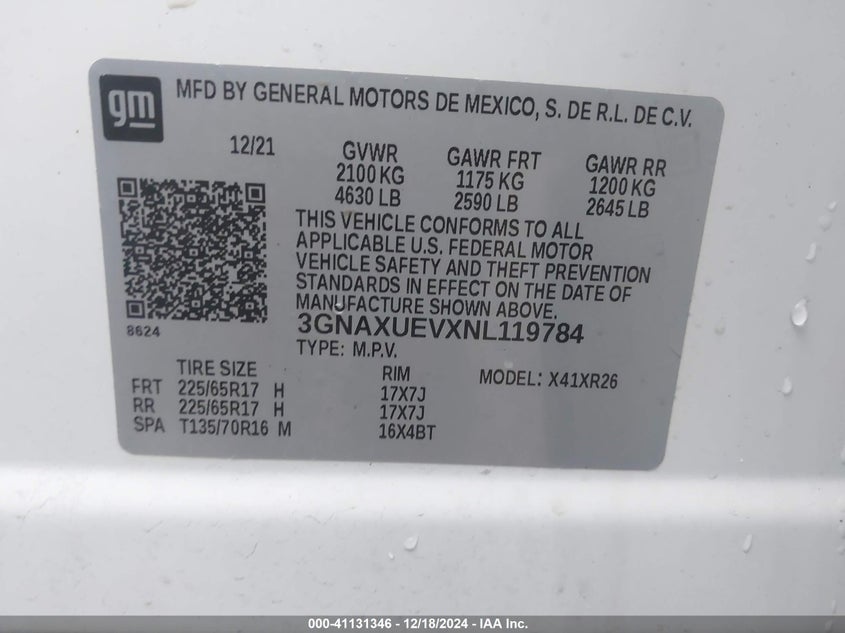 gm
MFD BY GENERAL MOTORS DE MEXICO, S. DE R.L. DE C.V.
12/21 GVWR GAWR FRT GAWR RR
2100 KG 1175 KG 1200 KG
4630 LB 2590 LB 2645 LB
THIS VEHICLE CONFORMS TO ALL
APPLICABLE U.S. FEDERAL MOTOR
VEHICLE SAFETY AND THEFT PREVENTION
STANDARDS IN EFFECT ON THE DATE OF
MANUFACTURE SHOWN ABOVE.
8624
3GNAXUEVXNL119784
TYPE: M.P.V.
TIRE SIZE RIM MODEL: X41XR26
FRT 225/65R17 H 17X7J
RR 225/65R17 H 17X7J
SPA T135/70R16 M 16X4BT
000-41131346 - 12/18/2024 - IAA Inc.